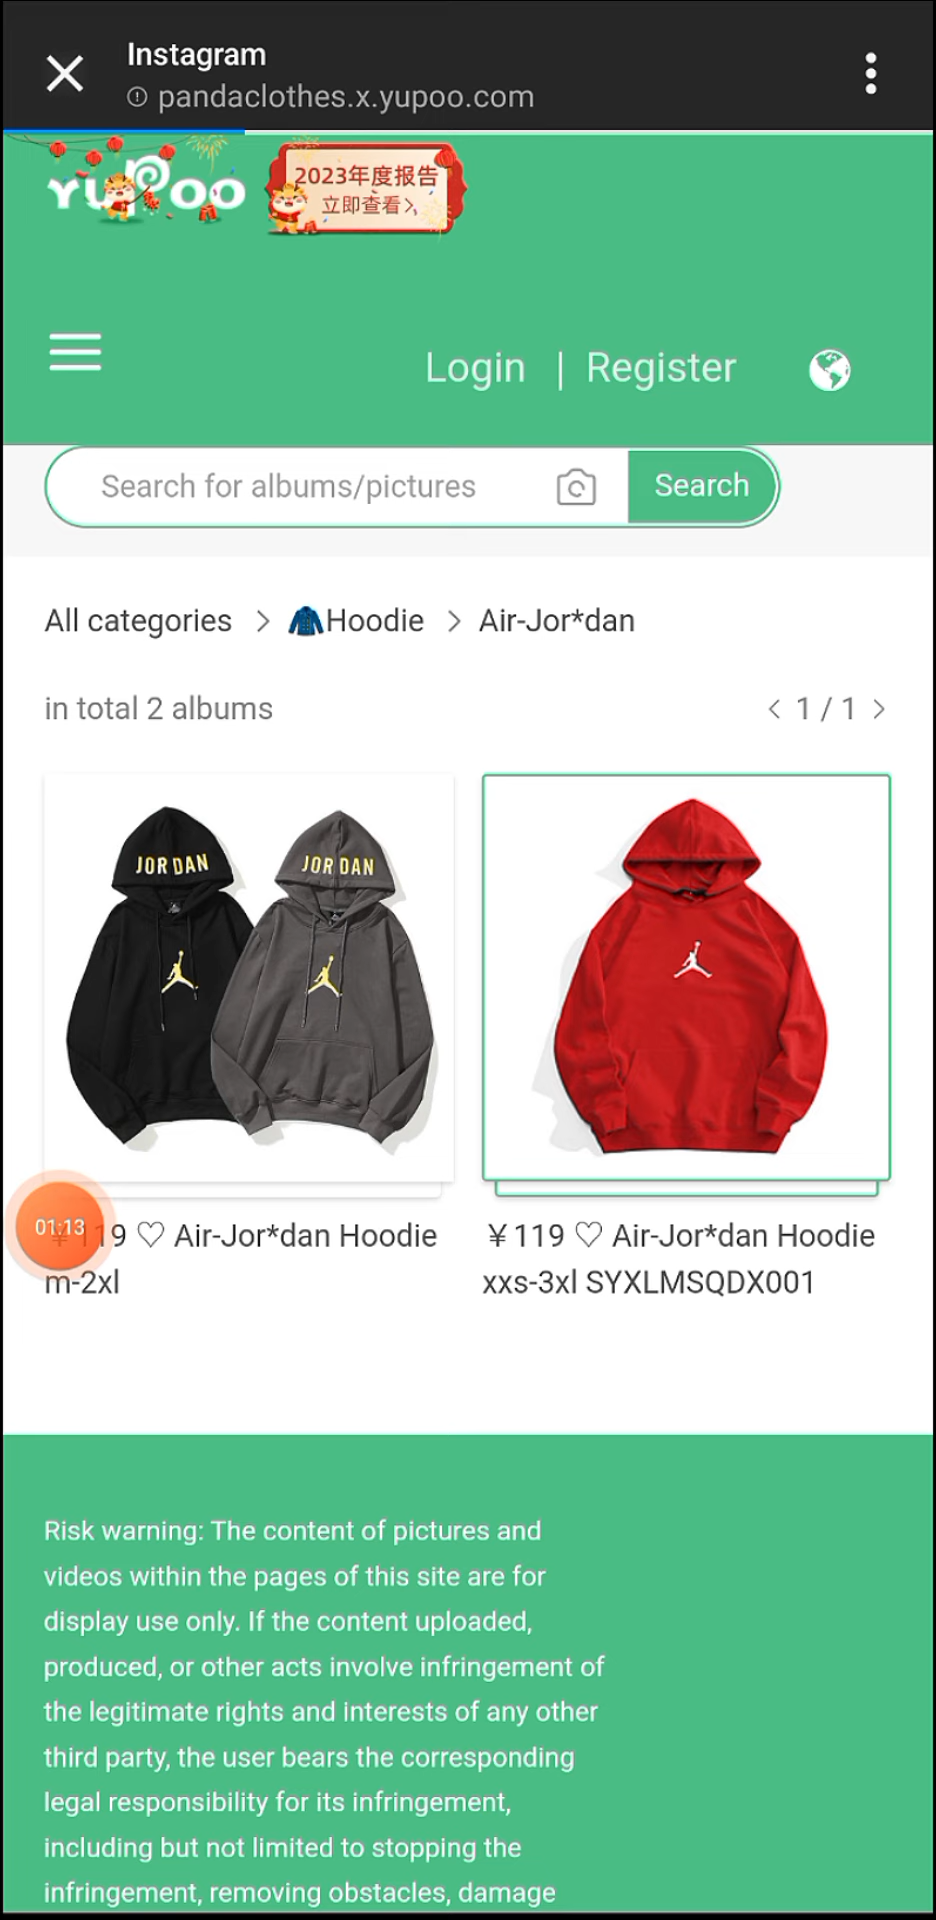 Instagram
pandaclothes.x.yupoo.com
YUPOO
2023年度报告
立即查看>
Login | Register
Search for albums/pictures
Search
All categories > Hoodie > Air-Jor*dan
in total 2 albums
< 1 / 1 >
JORDAN
JORDAN
01:13
¥119 ♡ Air-Jor*dan Hoodie
m-2xl
¥119 ♡ Air-Jor*dan Hoodie
xxs-3xl SYXLMSQDX001
Risk warning: The content of pictures and
videos within the pages of this site are for
display use only. If the content uploaded,
produced, or other acts involve infringement of
the legitimate rights and interests of any other
third party, the user bears the corresponding
legal responsibility for its infringement,
including but not limited to stopping the
infringement, removing obstacles, damage